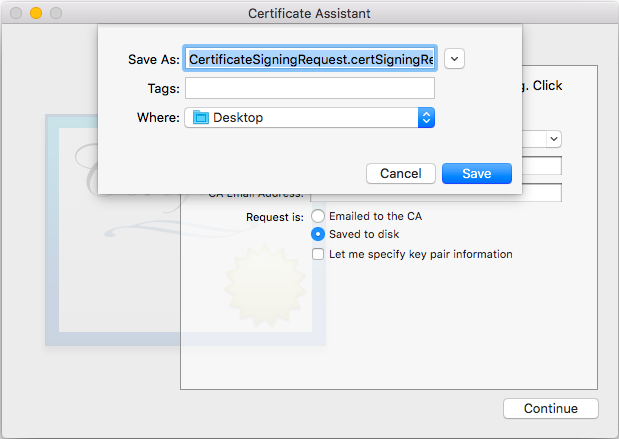 Certificate Assistant
Save As: CertificateSigningRequest.certSigningRe
Tags:
Where: Desktop
g. Click
Cancel Save
CA Email Address:
Request is: Emailed to the CA
Saved to disk
Let me specify key pair information
Continue